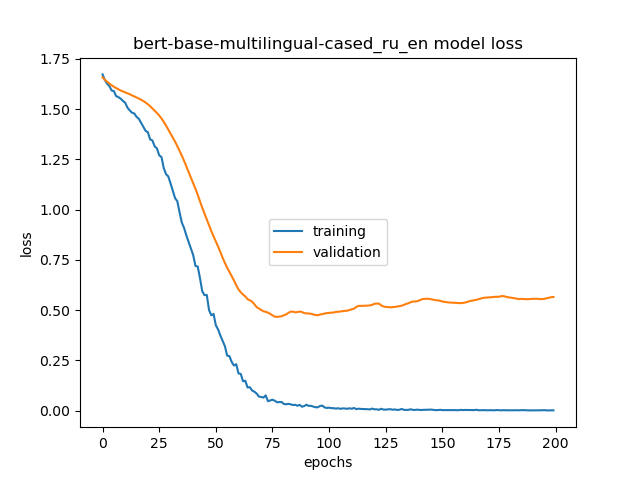 bert-base-multilingual-cased_ru_en model loss
1.75
1.50
1.25
1.00
0.75
0.50
0.25
0.00
loss
training
validation
0 25 50 75 100 125 150 175 200
epochs